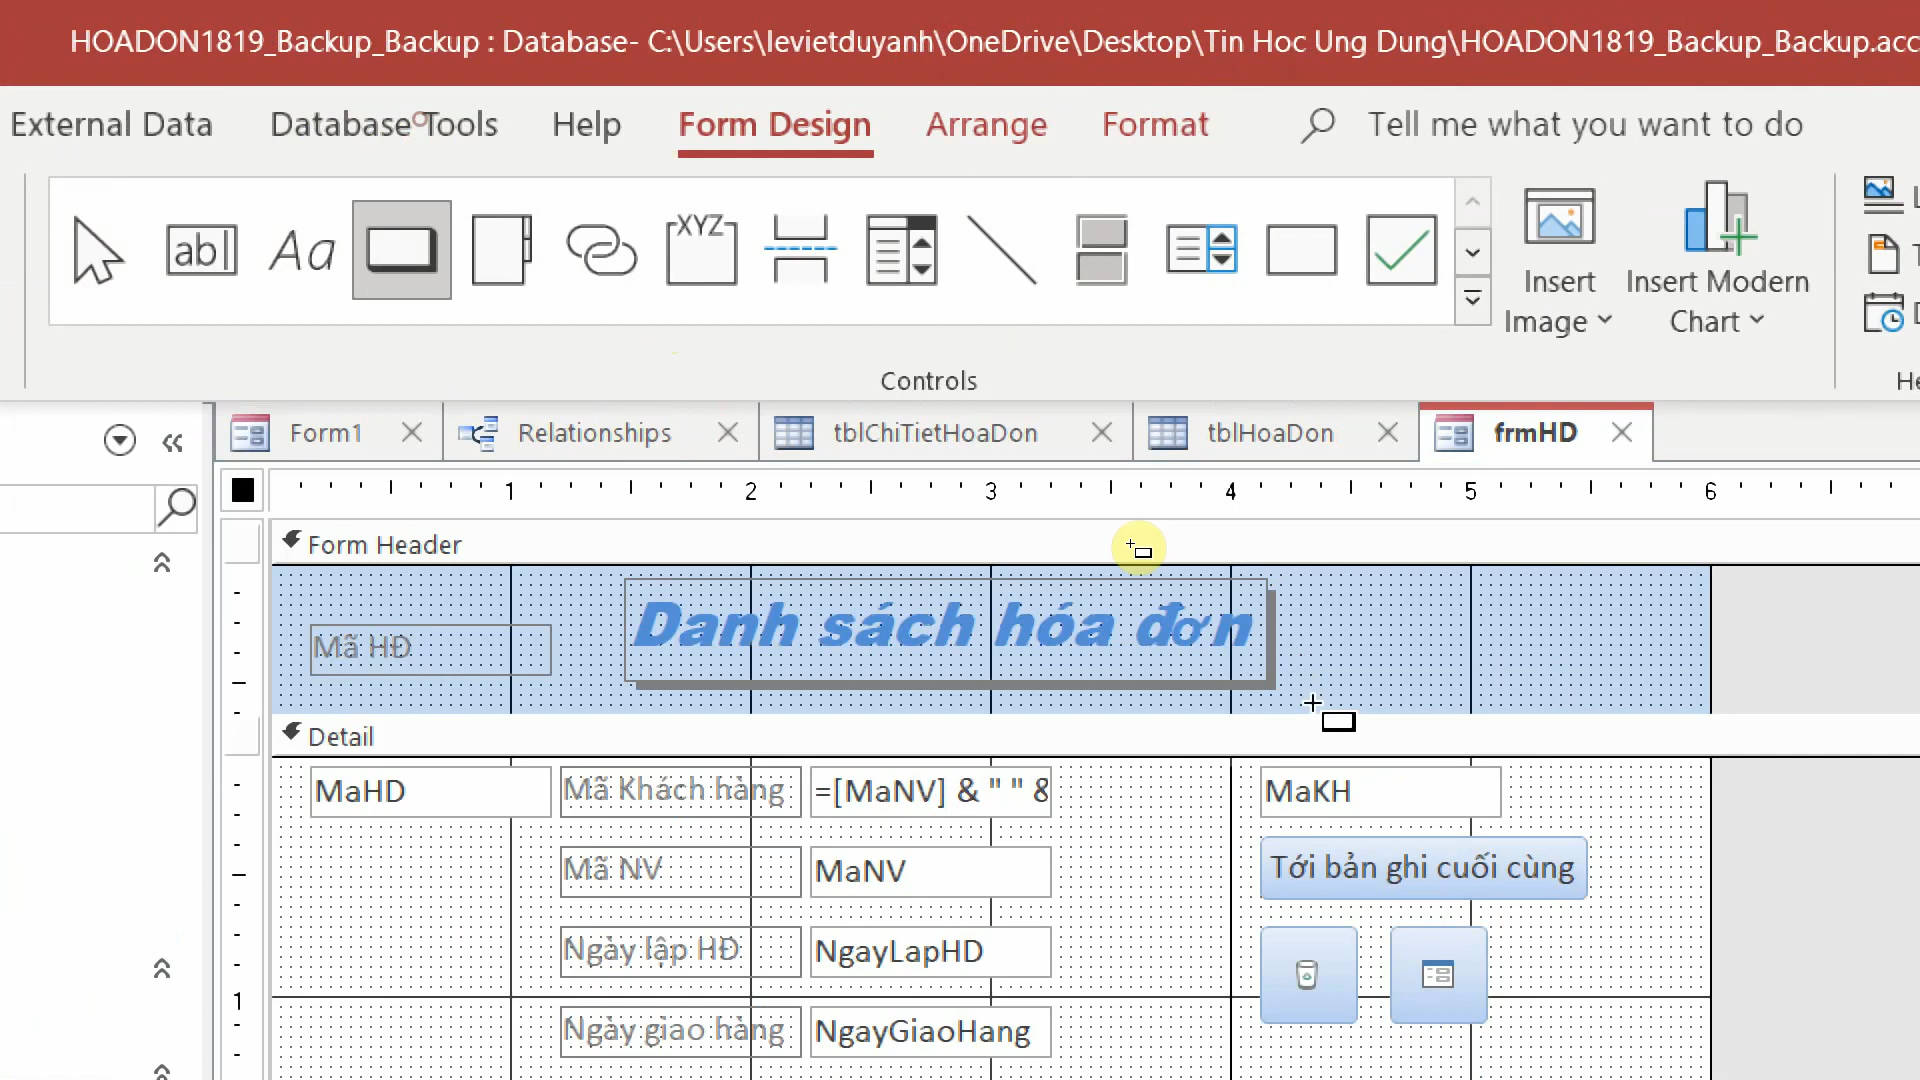 HOADON1819_Backup_Backup : Database- C:\Users\levietduyanh\OneDrive\Desktop\Tin Hoc Ung Dung\HOADON1819_Backup_Backup.acc
External Data Database Tools Help Form Design Arrange Format Tell me what you want to do
ab Aa XYZ
Insert Image
Insert Modern Chart
Controls
Form1 Relationships tblChiTietHoaDon tblHoaDon frmHD
1 2 3 4 5 6
Form Header
Danh sách hóa đơn
Mã HĐ
Detail
MaHD Mã Khách hàng =[MaNV] & " " & MaKH
Mã NV MaNV Tới bản ghi cuối cùng
Ngày lập HĐ NgayLapHD
1
Ngày giao hàng NgayGiaoHang